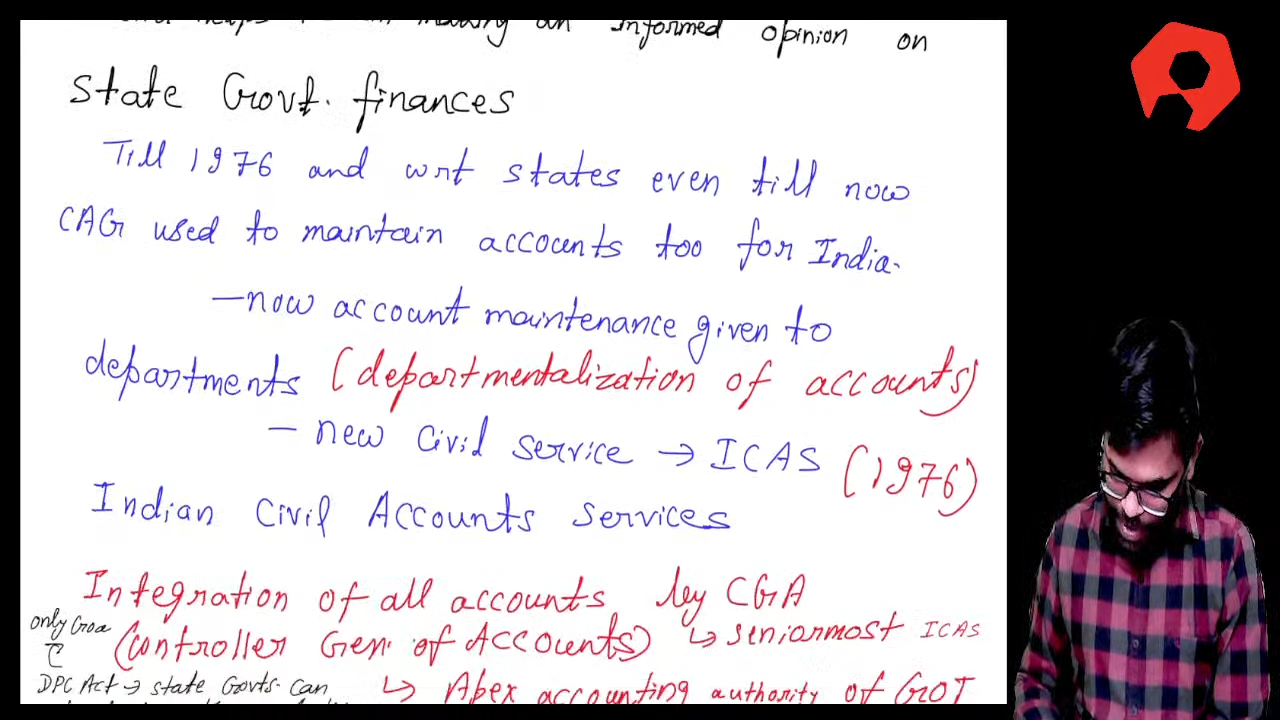 an informed opinion on
State Govt. finances
Till 1976 and wrt states even till now
CAG used to maintain accounts too for India.
—now account maintenance given to
departments (departmentalization of accounts)
— new civil service → ICAS (1976)
Indian Civil Accounts Services
Integration of all accounts by CGA
(Controller Gen. of Accounts) ↳ seniormost ICAS
only Goa
DPC Act → State Govts. Can
↳ Apex accounting authority of GOI